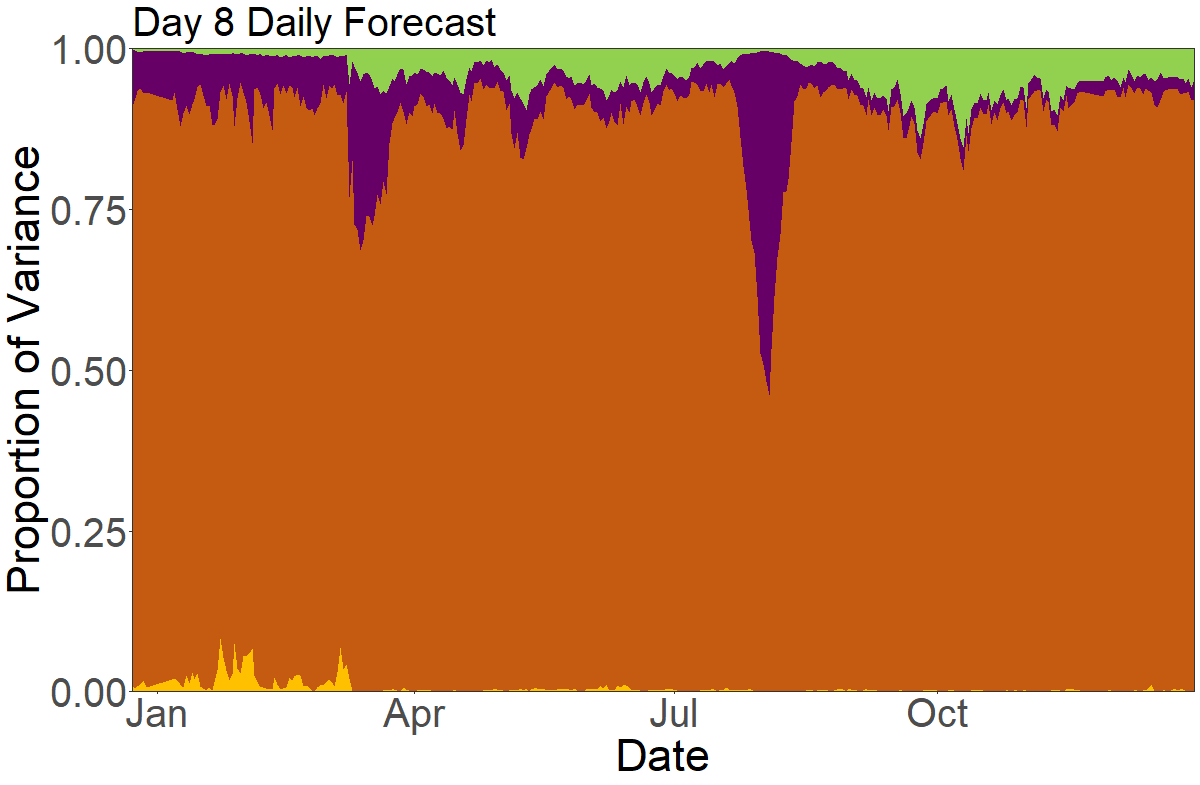 Day 8 Daily Forecast
Proportion of Variance
1.00
0.75
0.50
0.25
0.00
Jan
Apr
Jul
Oct
Date